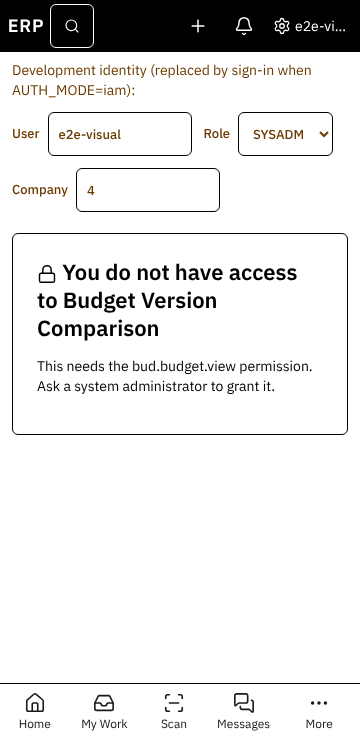 ERP
e2e-vi...
Development identity (replaced by sign-in when
AUTH_MODE=iam):
User e2e-visual Role SYSADM
Company 4
You do not have access
to Budget Version
Comparison
This needs the bud.budget.view permission.
Ask a system administrator to grant it.
Home My Work Scan Messages More